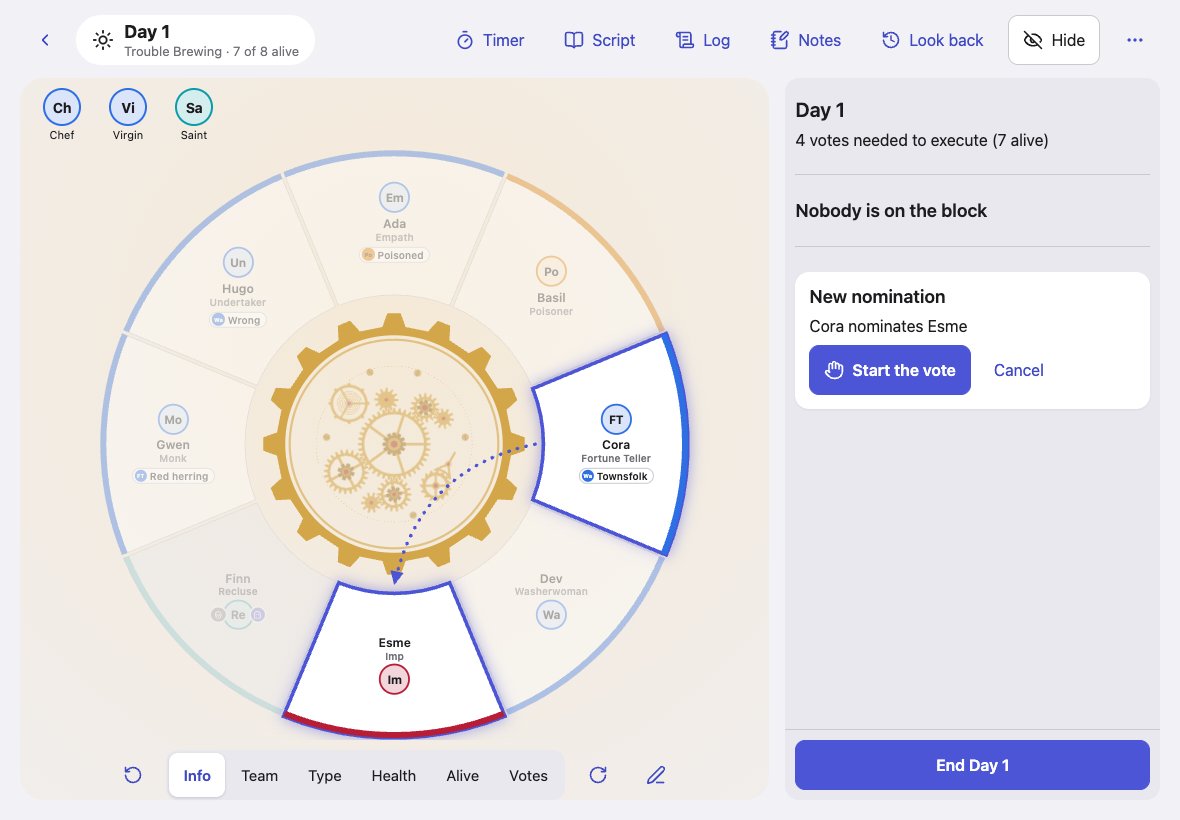 Day 1
Trouble Brewing · 7 of 8 alive
Timer
Script
Log
Notes
Look back
Hide
Ch
Chef
Vi
Virgin
Sa
Saint
Em
Ada
Empath
Po Poisoned
Un
Hugo
Undertaker
Wa Wrong
Po
Basil
Poisoner
Mo
Gwen
Monk
FT Red herring
FT
Cora
Fortune Teller
Wa Townsfolk
Finn
Recluse
Re
Dev
Washerwoman
Wa
Esme
Imp
Im
Info
Team
Type
Health
Alive
Votes
Day 1
4 votes needed to execute (7 alive)
Nobody is on the block
New nomination
Cora nominates Esme
Start the vote
Cancel
End Day 1